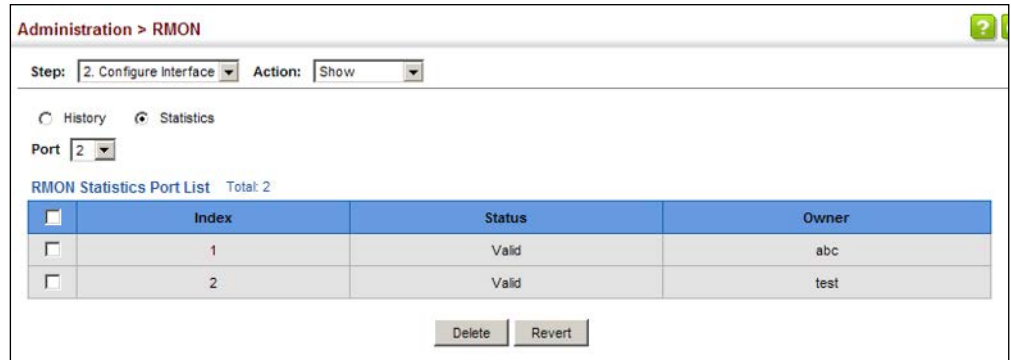 Administration > RMON
?
Step: 2. Configure Interface Action: Show
History Statistics
Port 2
RMON Statistics Port List Total: 2
Index Status Owner
1 Valid abc
2 Valid test
Delete Revert